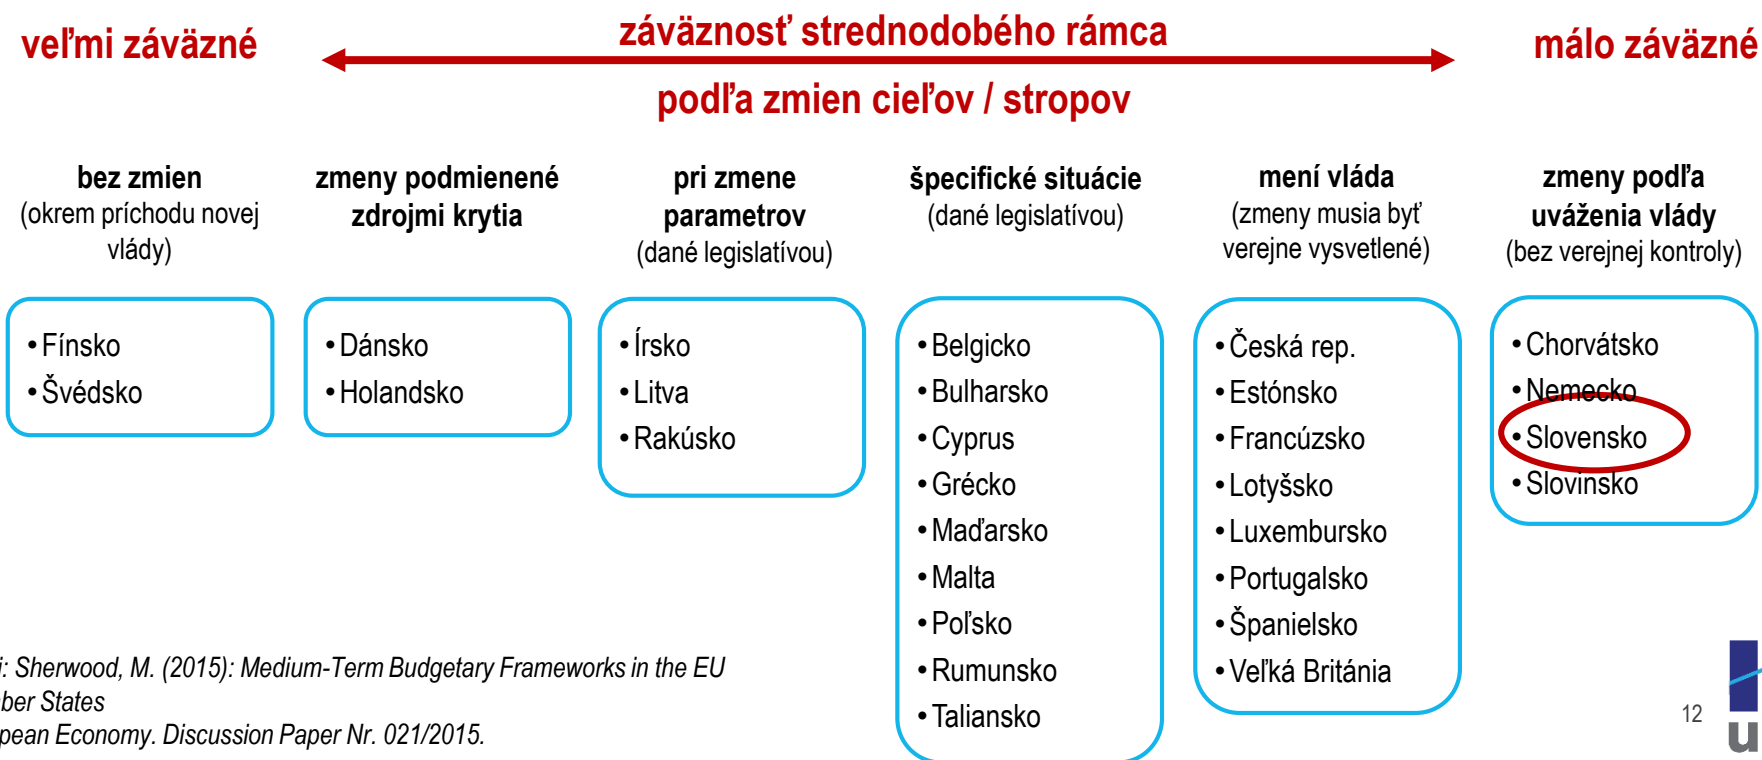 veľmi záväzné
záväznosť strednodobého rámca
málo záväzné
podľa zmien cieľov / stropov
bez zmien
(okrem príchodu novej
vlády)
zmeny podmienené
zdrojmi krytia
pri zmene
parametrov
(dané legislatívou)
špecifické situácie
(dané legislatívou)
mení vláda
(zmeny musia byť
verejne vysvetlené)
zmeny podľa
uváženia vlády
(bez verejnej kontroly)
•Fínsko
•Švédsko
•Dánsko
•Holandsko
•Írsko
•Litva
•Rakúsko
•Belgicko
•Bulharsko
•Cyprus
•Grécko
•Maďarsko
•Malta
•Poľsko
•Rumunsko
•Taliansko
•Česká rep.
•Estónsko
•Francúzsko
•Lotyšsko
•Luxembursko
•Portugalsko
•Španielsko
•Veľká Británia
•Chorvátsko
•Nemecko
•Slovensko
•Slovinsko
i: Sherwood, M. (2015): Medium-Term Budgetary Frameworks in the EU
ber States
pean Economy. Discussion Paper Nr. 021/2015.
12
u